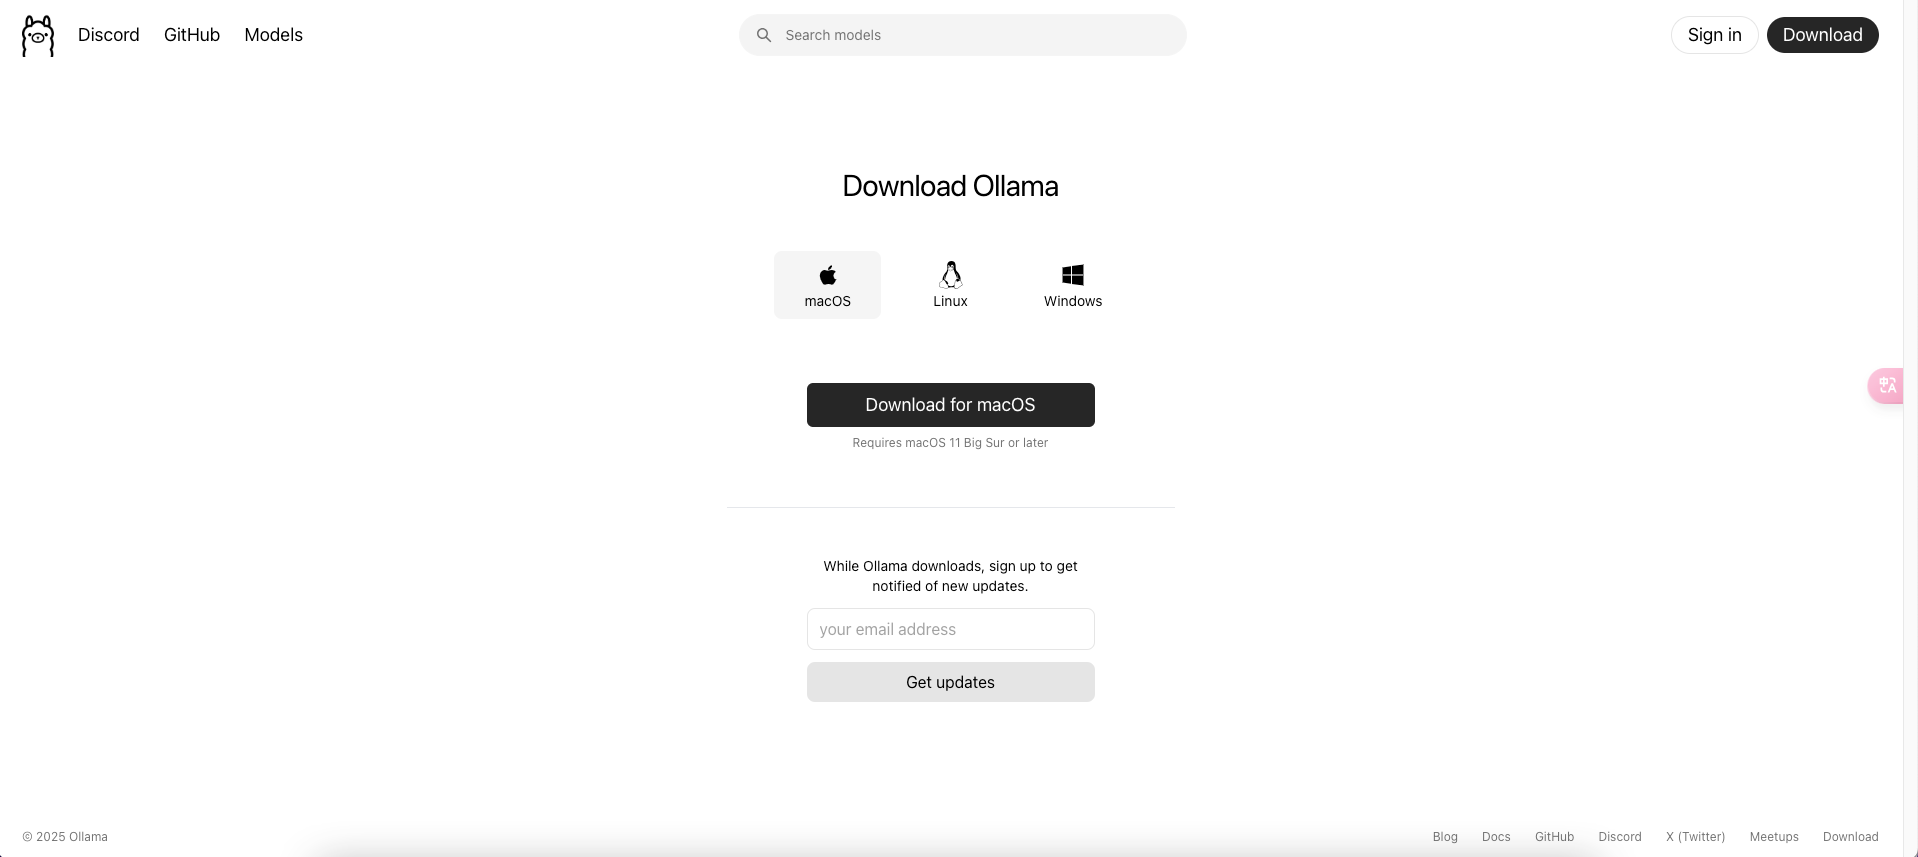 Discord GitHub Models
Search models
Sign in Download
Download Ollama
macOS Linux Windows
Download for macOS
Requires macOS 11 Big Sur or later
While Ollama downloads, sign up to get
notified of new updates.
your email address
Get updates
© 2025 Ollama
Blog Docs GitHub Discord X (Twitter) Meetups Download